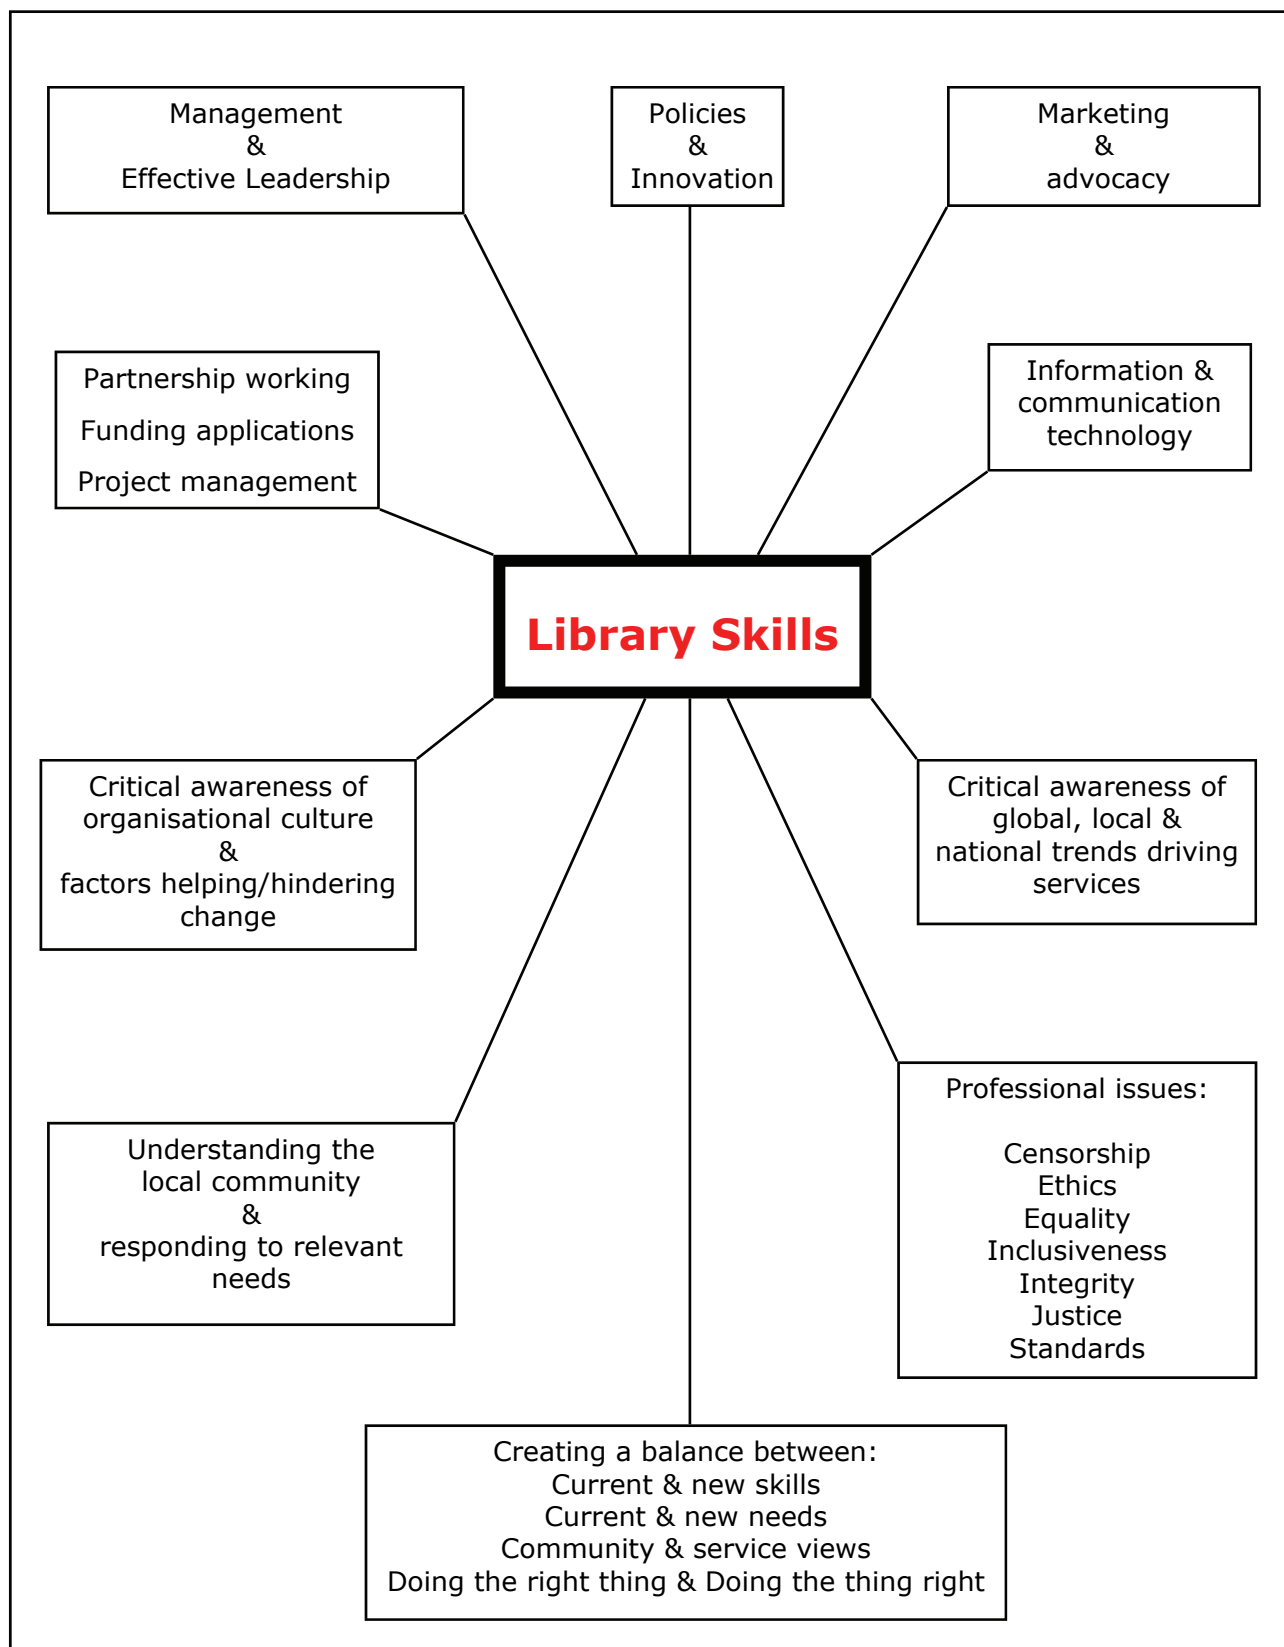 Management
&
Effective Leadership
Policies
&
Innovation
Marketing
&
advocacy
Partnership working
Funding applications
Project management
Information &
communication
technology
Library Skills
Critical awareness of
organisational culture
&
factors helping/hindering
change
Critical awareness of
global, local &
national trends driving
services
Understanding the
local community
&
responding to relevant
needs
Professional issues:
Censorship
Ethics
Equality
Inclusiveness
Integrity
Justice
Standards
Creating a balance between:
Current & new skills
Current & new needs
Community & service views
Doing the right thing & Doing the thing right